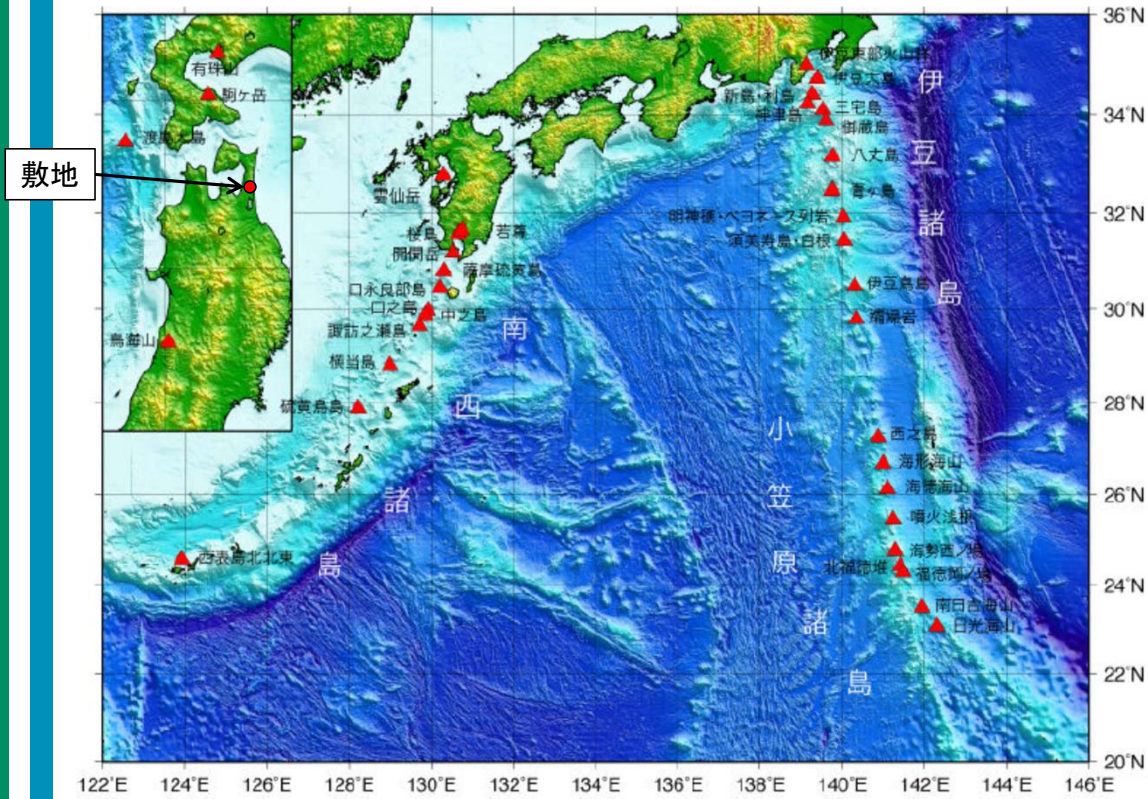 有珠山
駒ヶ岳
渡島大島
敷地
鳥海山
伊豆東部火山群
伊豆大島
新島・利島
神津島
三宅島
御蔵島
八丈島
青ヶ島
明神礁・ベヨネース列岩
須美寿島・白根
伊豆鳥島
孀婦岩
伊豆諸島
雲仙岳
桜島
若尊
開聞岳
薩摩硫黄島
口永良部島
口之島
中之島
諏訪之瀬島
横当島
硫黄鳥島
西表島北北東
南西諸島
西之島
海形海山
海徳海山
噴火浅根
海勢西ノ場
北福徳堆
福徳岡ノ場
南日吉海山
日光海山
小笠原諸島
36°N
34°N
32°N
30°N
28°N
26°N
24°N
22°N
20°N
122°E 124°E 126°E 128°E 130°E 132°E 134°E 136°E 138°E 140°E 142°E 144°E 146°E